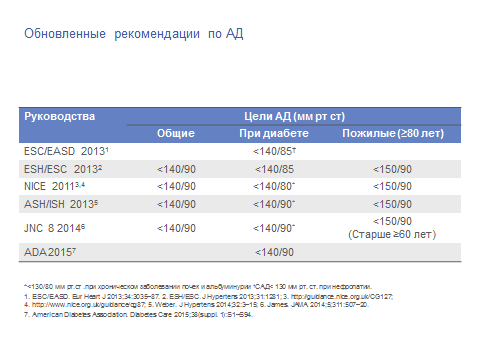 Обновленные рекомендации по АД
Руководства Цели АД (мм рт ст)
Общие При диабете Пожилые (≥80 лет)
ESC/EASD 2013¹ <140/85†
ESH/ESC 2013² <140/90 <140/85 <150/90
NICE 2011³,⁴ <140/90 <140/80~ <150/90
ASH/ISH 2013⁵ <140/90 <140/90~ <150/90
JNC 8 2014⁶ <140/90 <140/90~ <150/90
(Старше ≥60 лет)
ADA 2015⁷ <140/90
<130/80 мм рт.ст .при хроническом заболевании почек и альбуминурии †САД< 130 мм рт. ст. при нефропатии.
1. ESC/EASD. Eur Heart J 2013;34:3035–87. 2. ESH/ESC. J Hypertens 2013;31:1281; 3. http://guidance.nice.org.uk/CG127;
4. http://www.nice.org.uk/guidance/cg87; 5. Weber. J Hypertens 2014;32:3–15; 6. James. JAMA 2014;5;311:507–20.
7. American Diabetes Association. Diabetes Care 2015;38(suppl. 1):S1–S94.